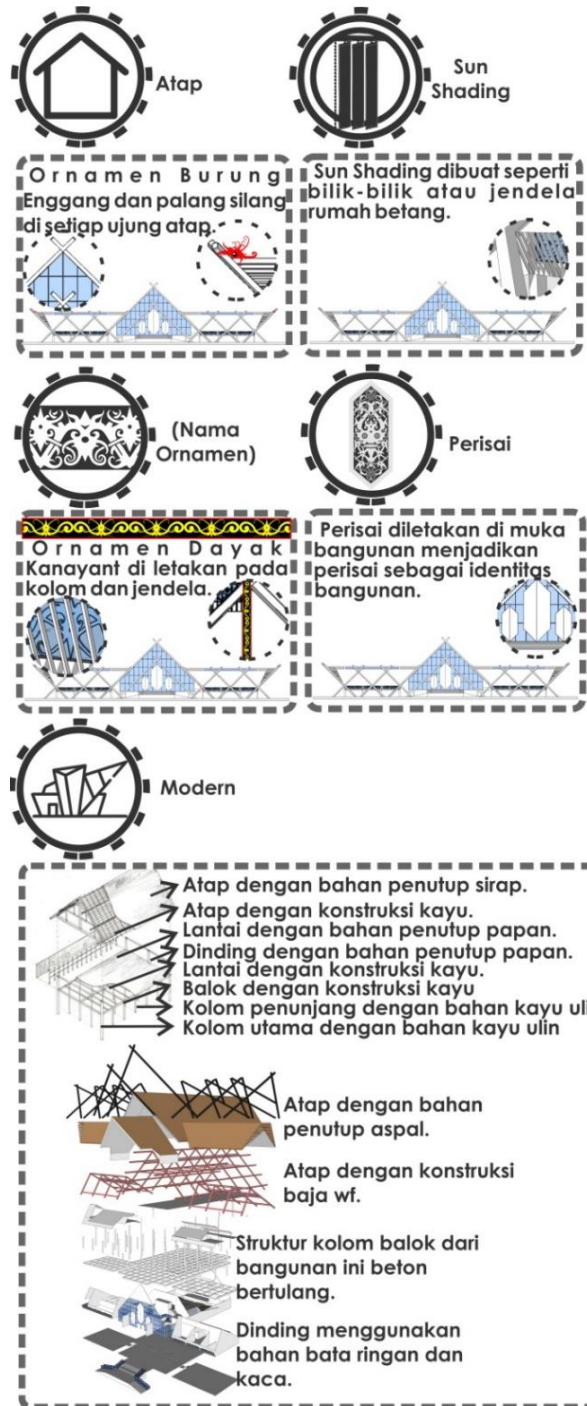 Atap
Sun
Shading
Ornamen Burung
Enggang dan palang silang
di setiap ujung atap.
Sun Shading dibuat seperti
bilik-bilik atau jendela
rumah betang.
(Nama
Ornamen)
Perisai
Ornamen Dayak
Kanayant di letakan pada
kolom dan jendela.
Perisai diletakan di muka
bangunan menjadikan
perisai sebagai identitas
bangunan.
Modern
Atap dengan bahan penutup sirap.
Atap dengan konstruksi kayu.
Lantai dengan bahan penutup papan.
Dinding dengan bahan penutup papan.
Lantai dengan konstruksi kayu.
Balok dengan konstruksi kayu
Kolom penunjang dengan bahan kayu uli
Kolom utama dengan bahan kayu ulin
Atap dengan bahan
penutup aspal.
Atap dengan konstruksi
baja wf.
Struktur kolom balok dari
bangunan ini beton
bertulang.
Dinding menggunakan
bahan bata ringan dan
kaca.